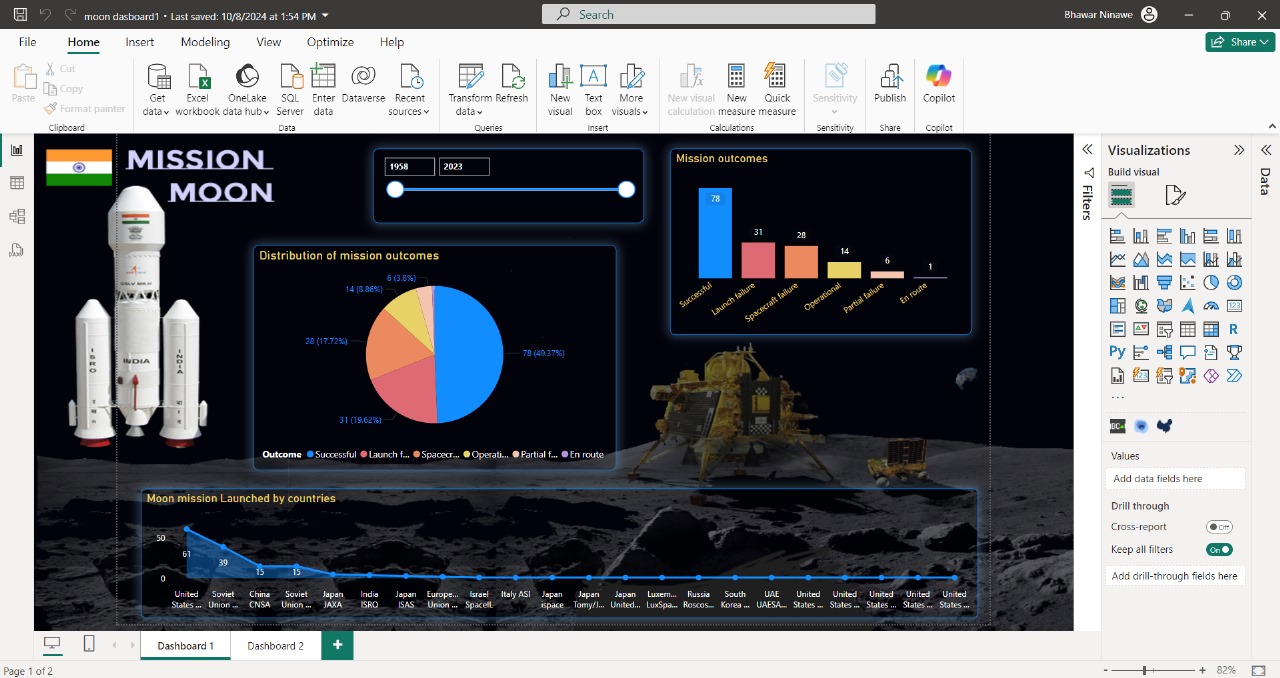 moon dasboard1 • Last saved: 10/8/2024 at 1:54 PM
Search
Bhawar Ninawe
File Home Insert Modeling View Optimize Help
Share
Paste
Cut
Copy
Format painter
Clipboard
Get data
Excel workbook
OneLake data hub
SQL Server
Enter data
Dataverse
Recent sources
Data
Transform data
Refresh
Queries
New visual
Text box
More visuals
Insert
New visual calculation
New measure
Quick measure
Calculations
Sensitivity
Sensitivity
Publish
Share
Copilot
Copilot
MISSION
MOON
1958 2023
Mission outcomes
78
31
28
14
6
1
Successful
Launch failure
Spacecraft failure
Operational
Partial failure
En route
Distribution of mission outcomes
6 (3.8%)
14 (8.86%)
28 (17.72%)
78 (49.37%)
31 (19.62%)
Outcome Successful Launch f... Spacecr... Operati... Partial f... En route
ISRO
INDIA
INDIA
Moon mission Launched by countries
50
0
61
39
15
15
United States ...
Soviet Union ...
China CNSA
Soviet Union ...
Japan JAXA
India ISRO
Japan ISAS
Europe... Union ...
Israel SpaceIL
Italy ASI
Japan ispace
Japan Tomy/J...
Japan United...
Luxem... LuxSpa...
Russia Roscos...
South Korea ...
UAE UAESA...
United States ...
United States ...
United States ...
United States ...
United States ...
Filters
Visualizations
Build visual
123
R
Py
123
...
Values
Add data fields here
Drill through
Cross-report
Off
Keep all filters
On
Add drill-through fields here
Data
Dashboard 1
Dashboard 2
+
Page 1 of 2
- + 82%